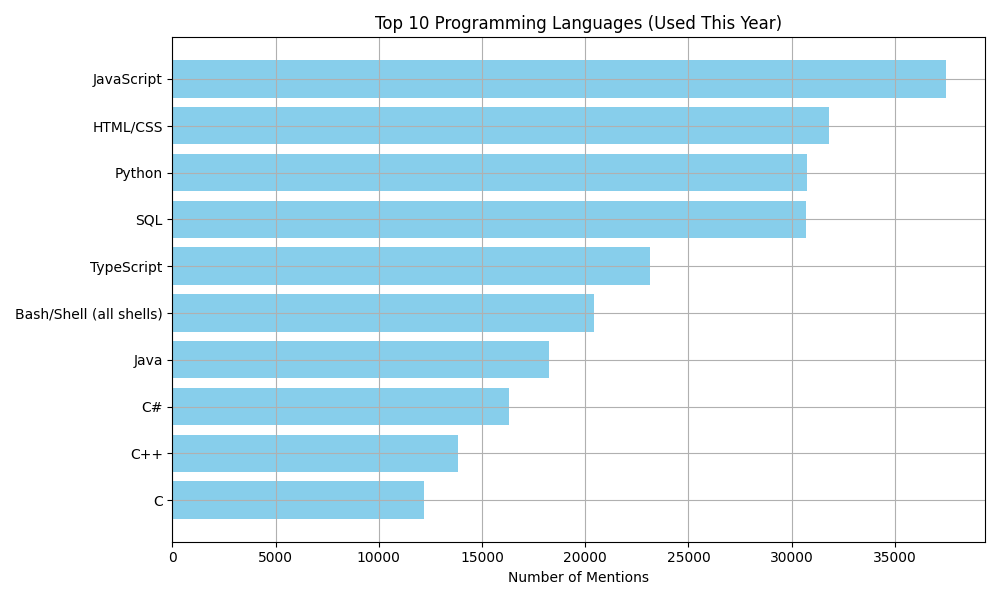 Top 10 Programming Languages (Used This Year)
JavaScript
HTML/CSS
Python
SQL
TypeScript
Bash/Shell (all shells)
Java
C#
C++
C
0 5000 10000 15000 20000 25000 30000 35000
Number of Mentions